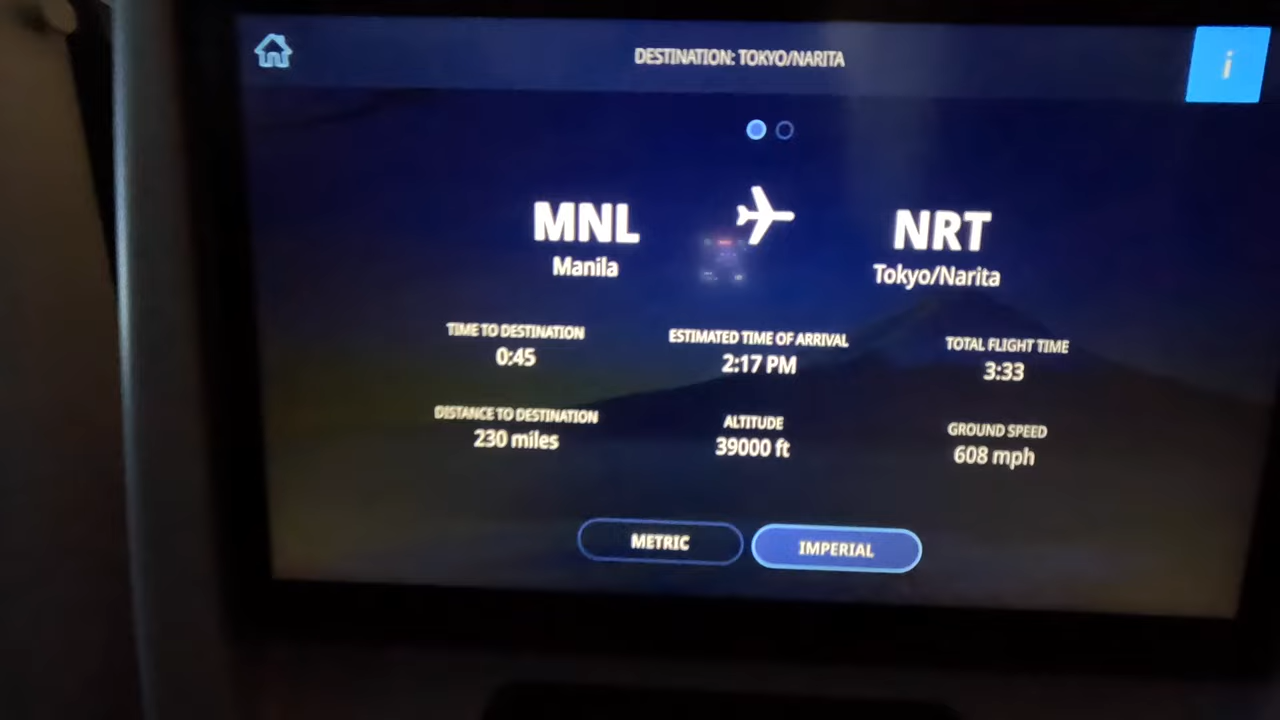 DESTINATION: TOKYO/NARITA
i
MNL
Manila
NRT
Tokyo/Narita
TIME TO DESTINATION
0:45
ESTIMATED TIME OF ARRIVAL
2:17 PM
TOTAL FLIGHT TIME
3:33
DISTANCE TO DESTINATION
230 miles
ALTITUDE
39000 ft
GROUND SPEED
608 mph
METRIC
IMPERIAL